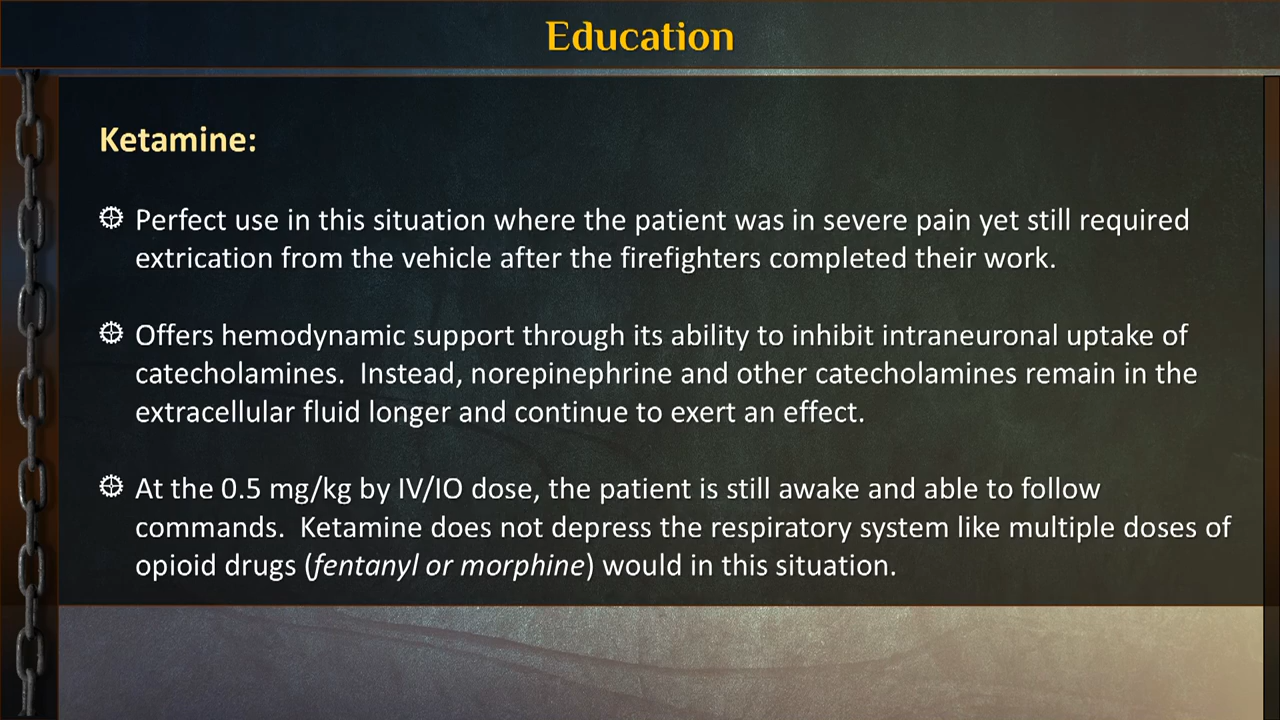 Education
Ketamine:
Perfect use in this situation where the patient was in severe pain yet still required
extrication from the vehicle after the firefighters completed their work.
Offers hemodynamic support through its ability to inhibit intraneuronal uptake of
catecholamines.  Instead, norepinephrine and other catecholamines remain in the
extracellular fluid longer and continue to exert an effect.
At the 0.5 mg/kg by IV/IO dose, the patient is still awake and able to follow
commands.  Ketamine does not depress the respiratory system like multiple doses of
opioid drugs (fentanyl or morphine) would in this situation.